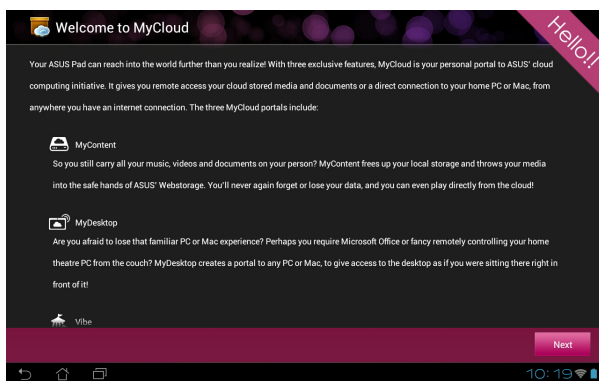 Welcome to MyCloud
Hello!!
Your ASUS Pad can reach into the world further than you realize! With three exclusive features, MyCloud is your personal portal to ASUS' cloud
computing initiative. It gives you remote access your cloud stored media and documents or a direct connection to your home PC or Mac, from
anywhere you have an internet connection. The three MyCloud portals include:
MyContent
So you still carry all your music, videos and documents on your person? MyContent frees up your local storage and throws your media
into the safe hands of ASUS' Webstorage. You'll never again forget or lose your data, and you can even play directly from the cloud!
MyDesktop
Are you afraid to lose that familiar PC or Mac experience? Perhaps you require Microsoft Office or fancy remotely controlling your home
theatre PC from the couch? MyDesktop creates a portal to any PC or Mac, to give access to the desktop as if you were sitting there right in
front of it!
Vibe
Next
10:19